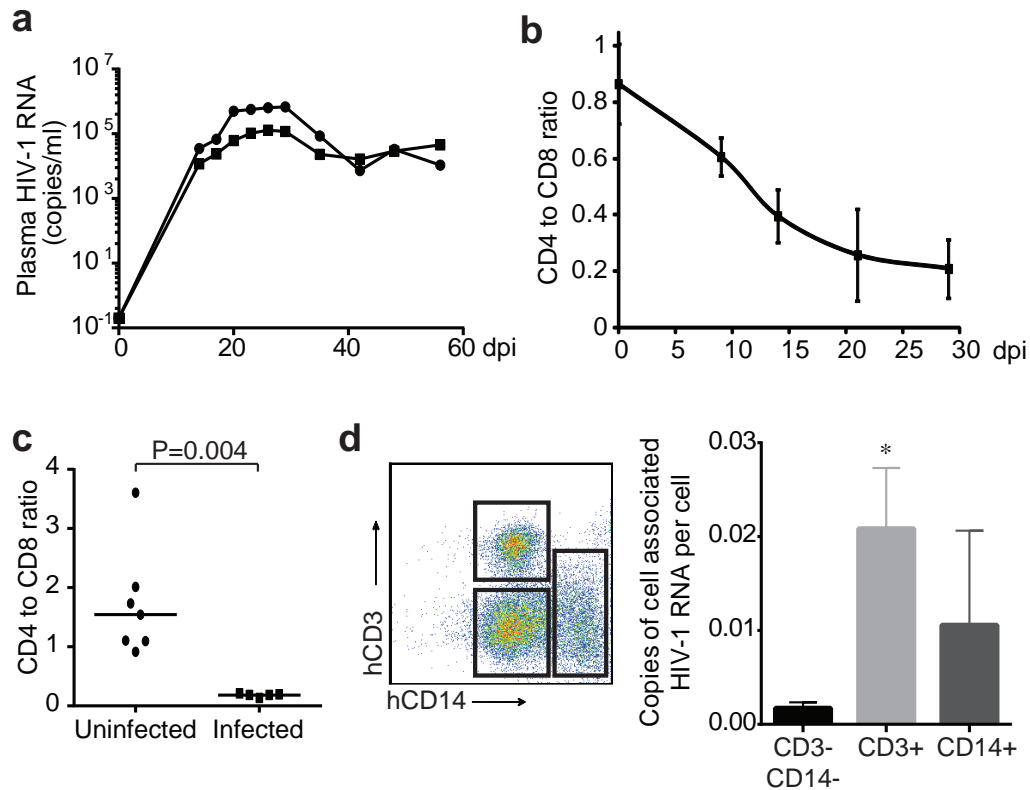 a
Plasma HIV-1 RNA
(copies/ml)
10^7
10^5
10^3
10^1
10^-1
0
20
40
60 dpi
b
CD4 to CD8 ratio
1
0.8
0.6
0.4
0.2
0
0
5
10
15
20
25
30
dpi
c
P=0.004
CD4 to CD8 ratio
4
3
2
1
0
Uninfected
Infected
d
hCD3
hCD14
Copies of cell associated
HIV-1 RNA per cell
0.03
0.02
0.01
0.00
*
CD3-
CD14-
CD3+
CD14+